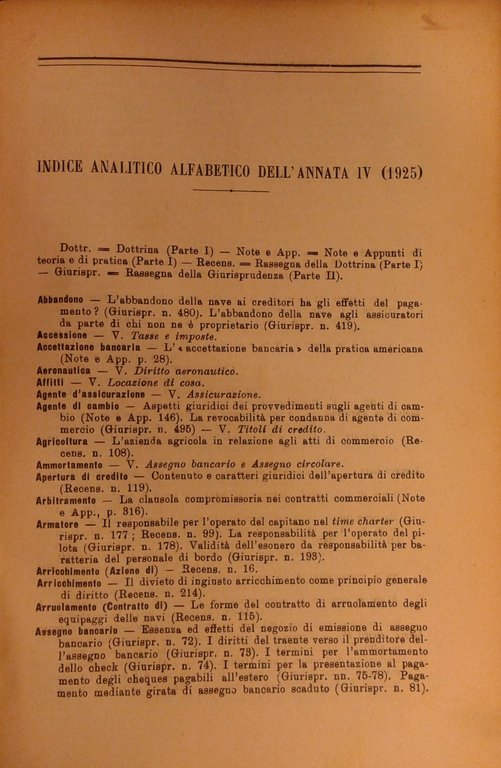 INDICE ANALITICO ALFABETICO DELL'ANNATA IV (1925)
Dottr. = Dottrina (Parte I) — Note e App. = Note e Appunti di
teoria e di pratica (Parte I) — Recens. = Rassegna della Dottrina (Parte I)
— Giurispr. = Rassegna della Giurisprudenza (Parte II).
Abbandono — L'abbandono della nave ai creditori ha gli effetti del paga-
mento? (Giurispr. n. 480). L'abbandono della nave agli assicuratori
da parte di chi non ne è proprietario (Giurispr. n. 419).
Accessione — V. Tasse e imposte.
Accettazione bancaria — L'«accettazione bancaria» della pratica americana
(Note e App. p. 28).
Aeronautica — V. Diritto aeronautico.
Affitti — V. Locazione di cosa.
Agente d'assicurazione — V. Assicurazione.
Agente di cambio — Aspetti giuridici dei provvedimenti sugli agenti di cam-
bio (Note e App. 146). La revocabilità per condanna di agente di com-
mercio (Giurispr. n. 495) — V. Titoli di credito.
Agricoltura — L'azienda agricola in relazione agli atti di commercio (Re-
cens. n. 108).
Ammortamento — V. Assegno bancario e Assegno circolare.
Apertura di credito — Contenuto e caratteri giuridici dell'apertura di credito
(Recens. n. 119).
Arbitramento — La clausola compromissoria nei contratti commerciali (Note
e App., p. 316).
Armatore — Il responsabile per l'operato del capitano nel time charter (Giu-
rispr. n. 177; Recens. n. 99). La responsabilità per l'operato del pi-
lota (Giurispr. n. 178). Validità dell'esonero da responsabilità per ba-
ratteria del personale di bordo (Giurispr. n. 193).
Arricchimento (Azione di) — Recens. n. 16.
Arricchimento — Il divieto di ingiusto arricchimento come principio generale
di diritto (Recens. n. 214).
Arruolamento (Contratto di) — Le forme del contratto di arruolamento degli
equipaggi delle navi (Recens. n. 115).
Assegno bancario — Essenza ed effetti del negozio di emissione di assegno
bancario (Giurispr. n. 72). I diritti del traente verso il prenditore del-
l'assegno bancario (Giurispr. n. 73). I termini per l'ammortamento
dello check (Giurispr. n. 74). I termini per la presentazione al paga-
mento degli cheques pagabili all'estero (Giurispr. nn. 75-78). Paga-
mento mediante girata di assegno bancario scaduto (Giurispr. n. 81).